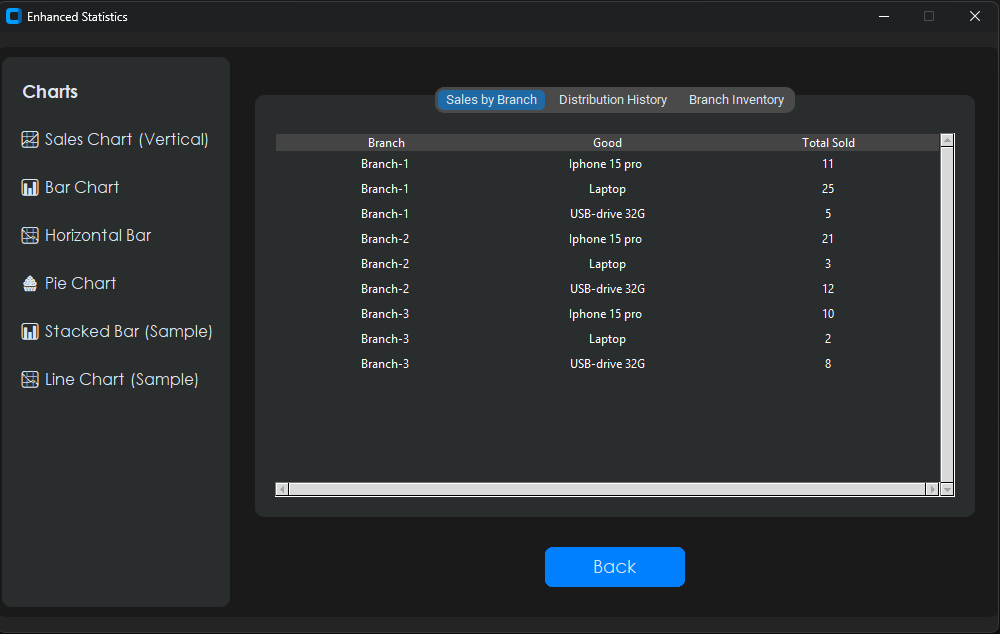 Enhanced Statistics
Charts
Sales Chart (Vertical)
Bar Chart
Horizontal Bar
Pie Chart
Stacked Bar (Sample)
Line Chart (Sample)
Sales by Branch Distribution History Branch Inventory
Branch Good Total Sold
Branch-1 Iphone 15 pro 11
Branch-1 Laptop 25
Branch-1 USB-drive 32G 5
Branch-2 Iphone 15 pro 21
Branch-2 Laptop 3
Branch-2 USB-drive 32G 12
Branch-3 Iphone 15 pro 10
Branch-3 Laptop 2
Branch-3 USB-drive 32G 8
Back